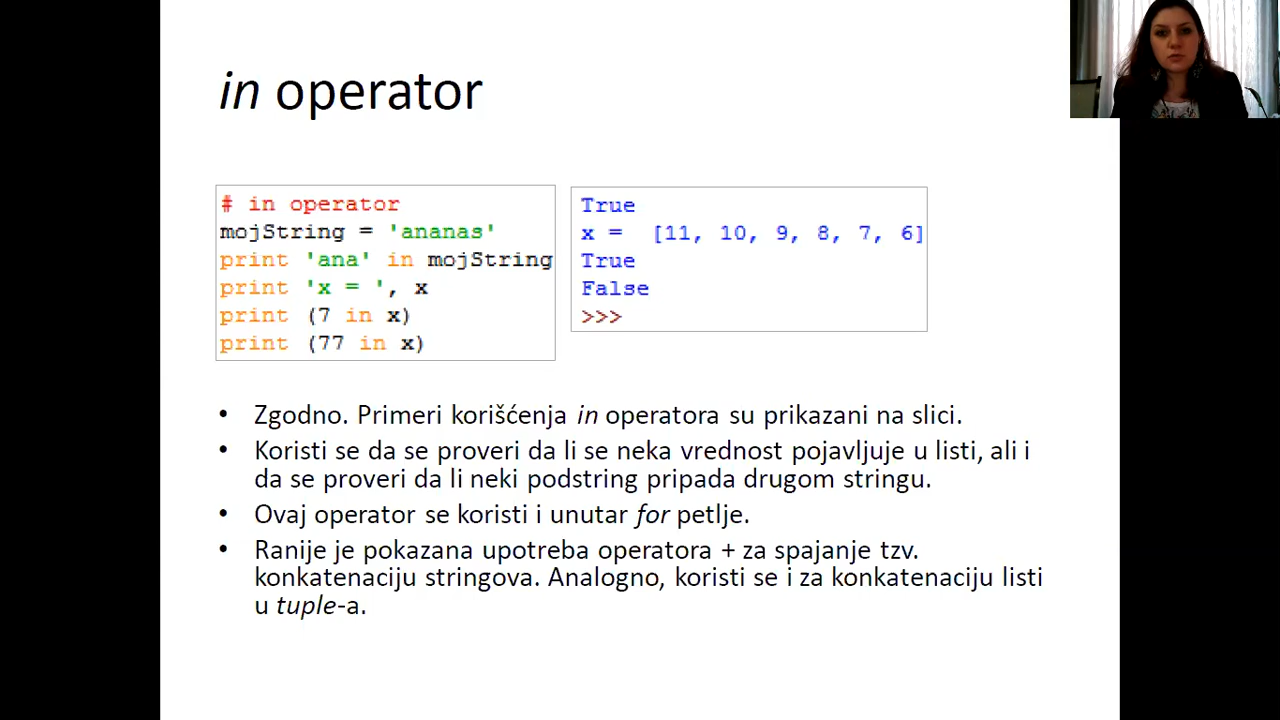 in operator
# in operator
mojString = 'ananas'
print 'ana' in mojString
print 'x = ', x
print (7 in x)
print (77 in x)
True
x =  [11, 10, 9, 8, 7, 6]
True
False
>>>
• Zgodno. Primeri korišćenja in operatora su prikazani na slici.
• Koristi se da se proveri da li se neka vrednost pojavljuje u listi, ali i
da se proveri da li neki podstring pripada drugom stringu.
• Ovaj operator se koristi i unutar for petlje.
• Ranije je pokazana upotreba operatora + za spajanje tzv.
konkatenaciju stringova. Analogno, koristi se i za konkatenaciju listi
u tuple-a.